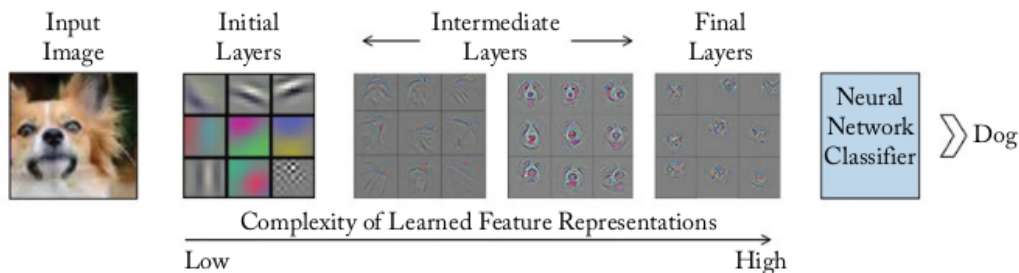 Input
Image
Initial
Layers
Intermediate
Layers
Final
Layers
Neural
Network
Classifier
Dog
Complexity of Learned Feature Representations
Low
High